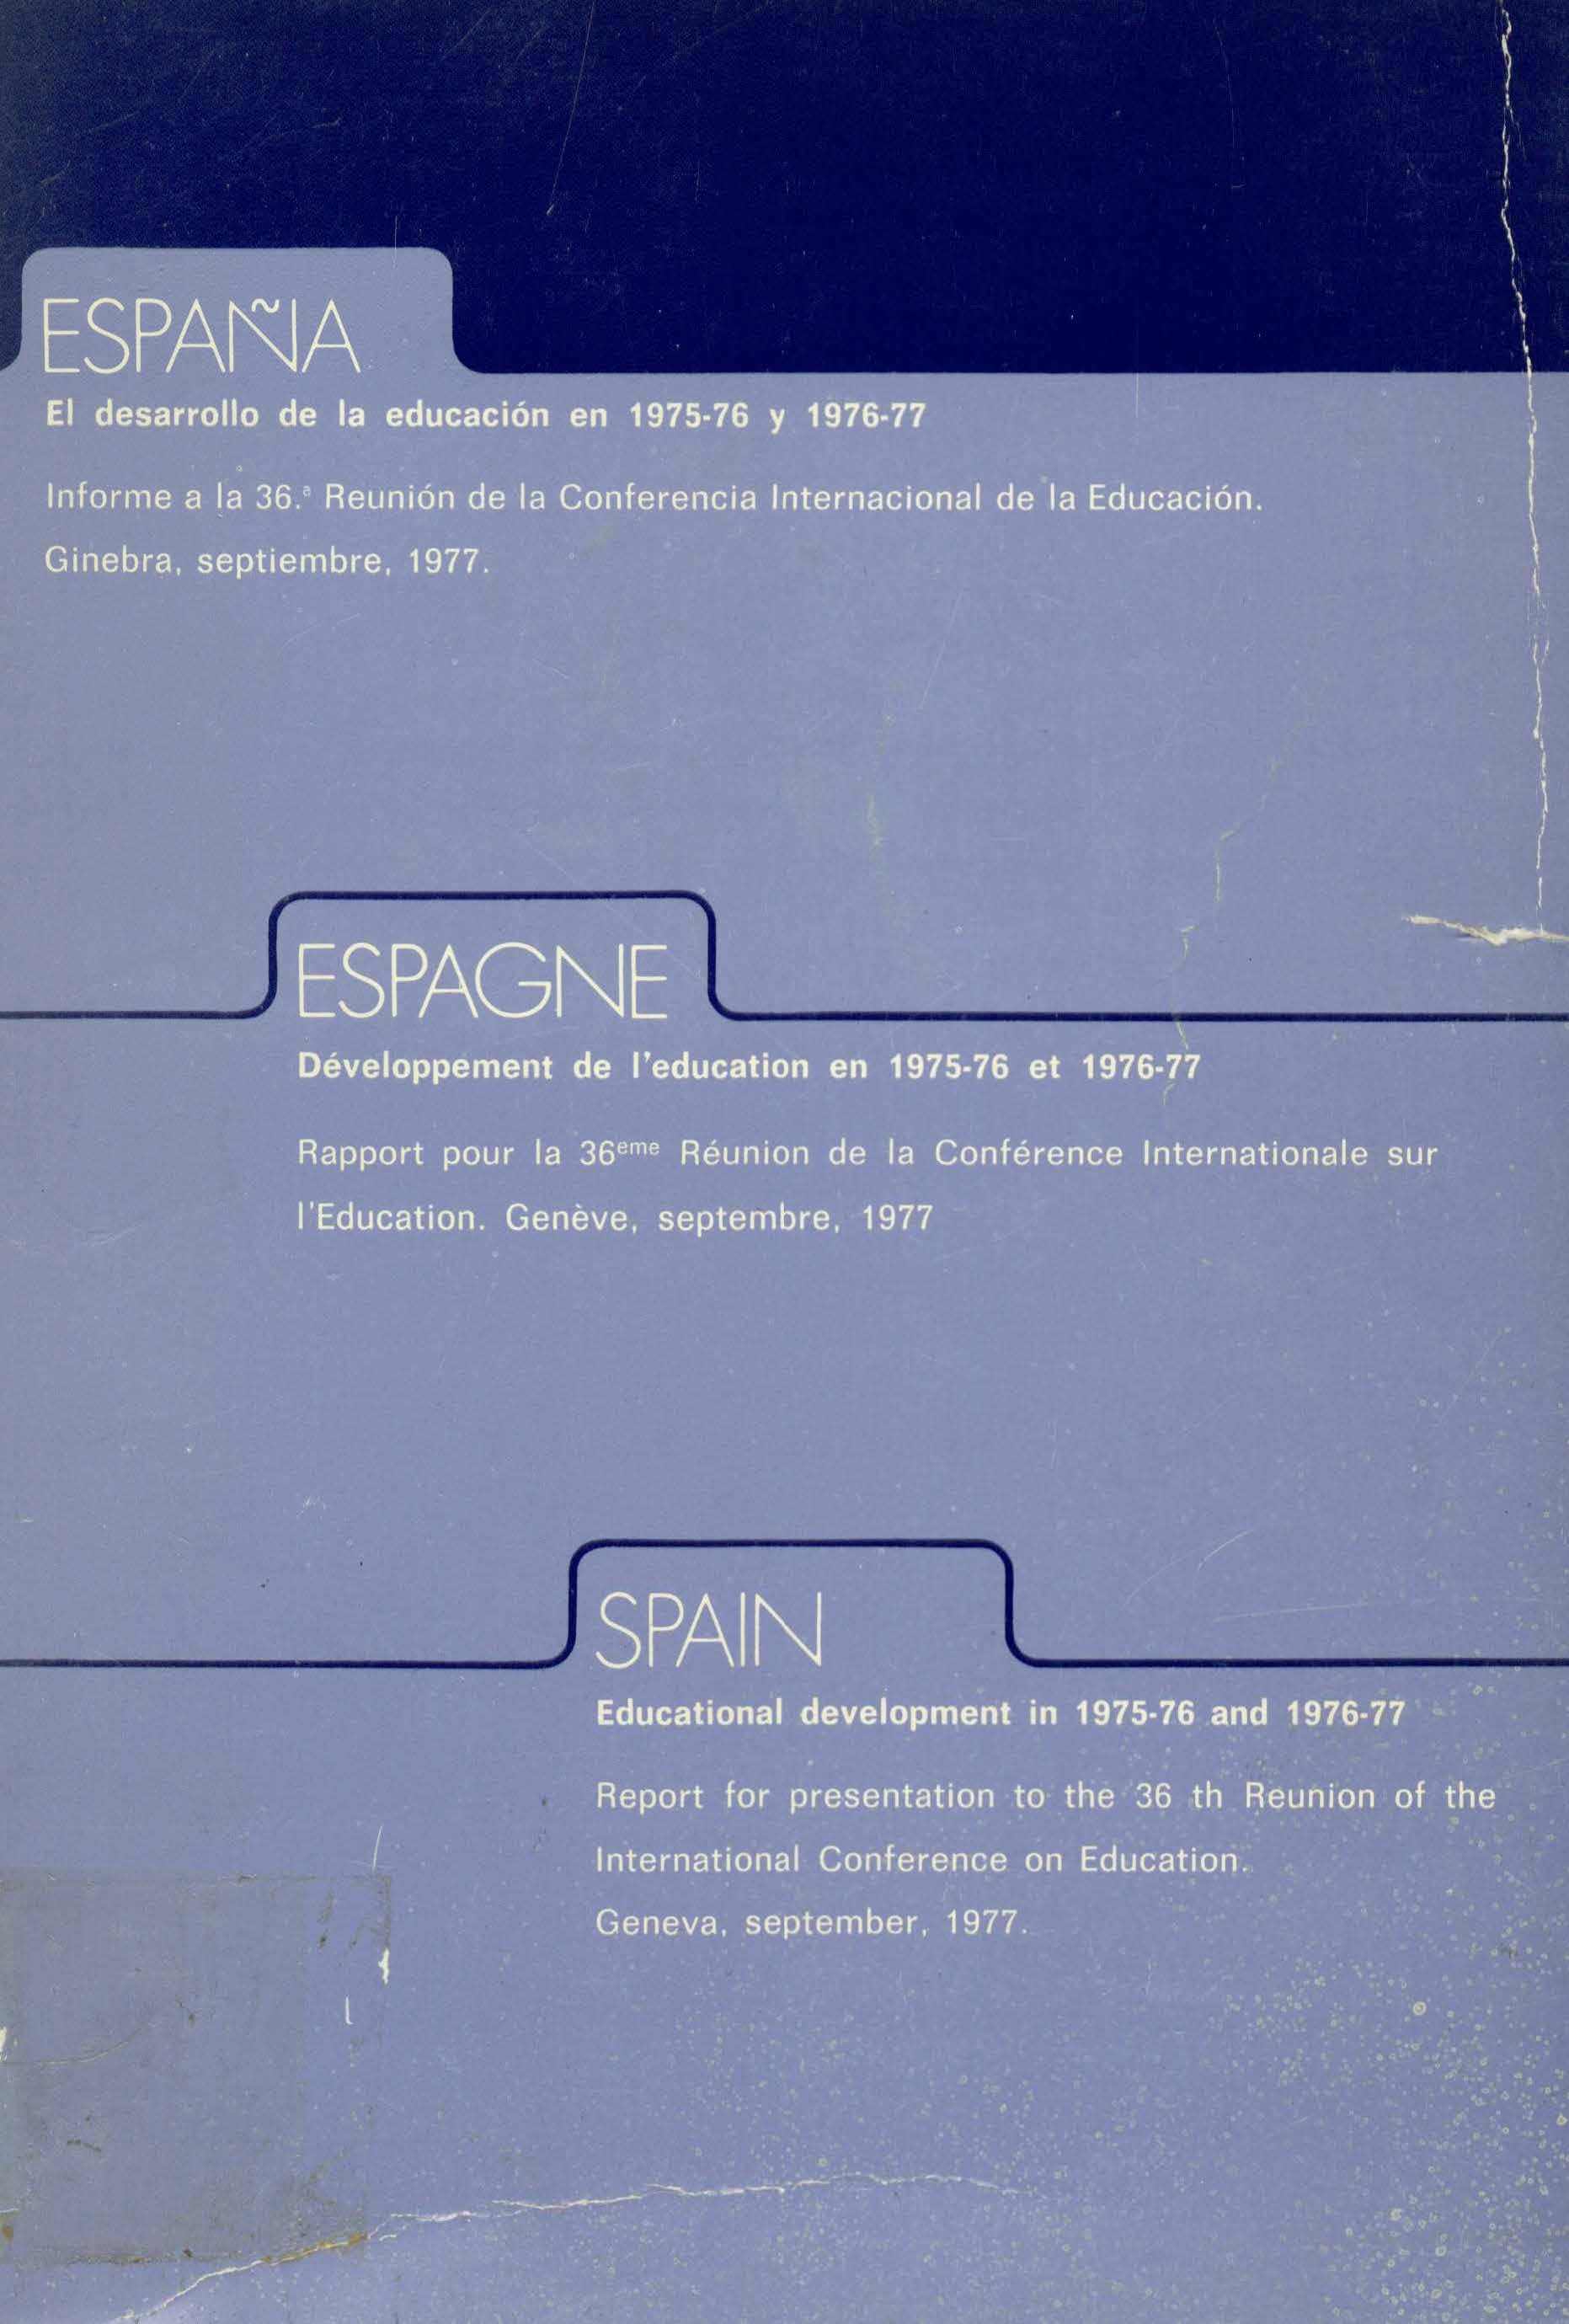 ESPAÑA
El desarrollo de la educación en 1975-76 y 1976-77
Informe a la 36.ª Reunión de la Conferencia Internacional de la Educación.
Ginebra, septiembre, 1977.
ESPAGNE
Développement de l'education en 1975-76 et 1976-77
Rapport pour la 36eme Réunion de la Conférence Internationale sur
l'Education. Genève, septembre, 1977
SPAIN
Educational development in 1975-76 and 1976-77
Report for presentation to the 36 th Reunion of the
International Conference on Education.
Geneva, september, 1977.